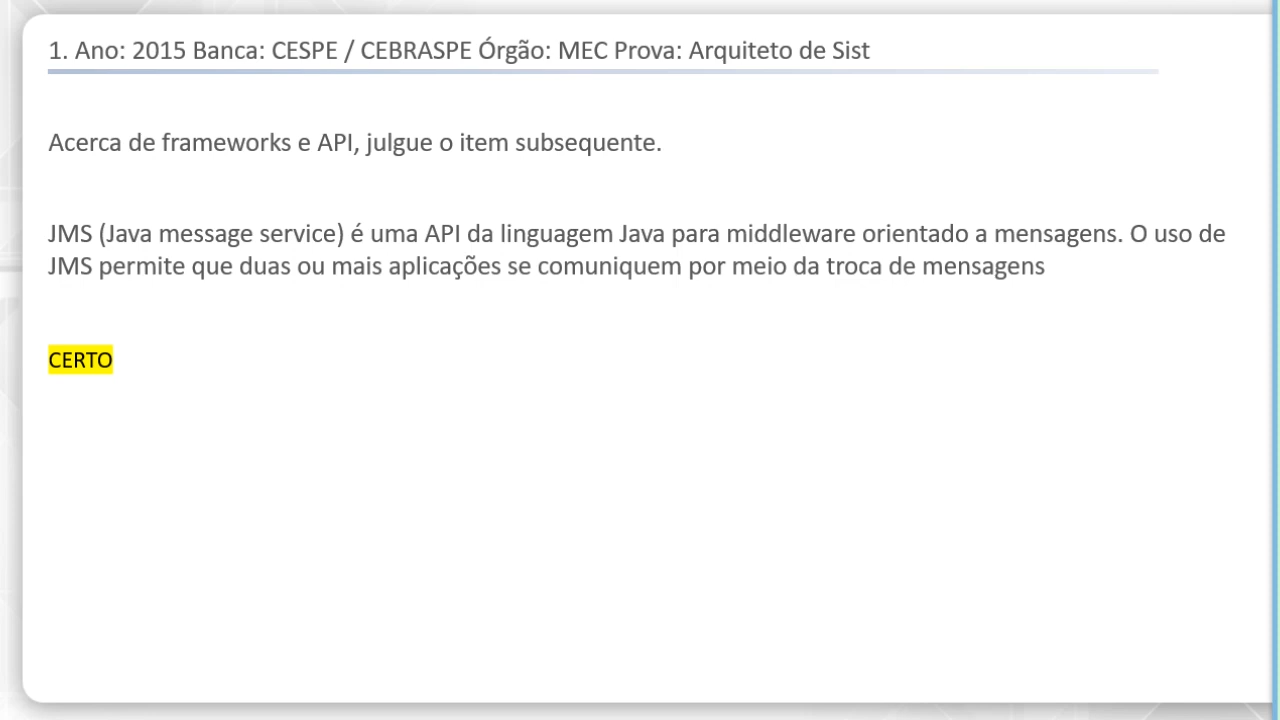 1. Ano: 2015 Banca: CESPE / CEBRASPE Órgão: MEC Prova: Arquiteto de Sist
Acerca de frameworks e API, julgue o item subsequente.
JMS (Java message service) é uma API da linguagem Java para middleware orientado a mensagens. O uso de
JMS permite que duas ou mais aplicações se comuniquem por meio da troca de mensagens
CERTO